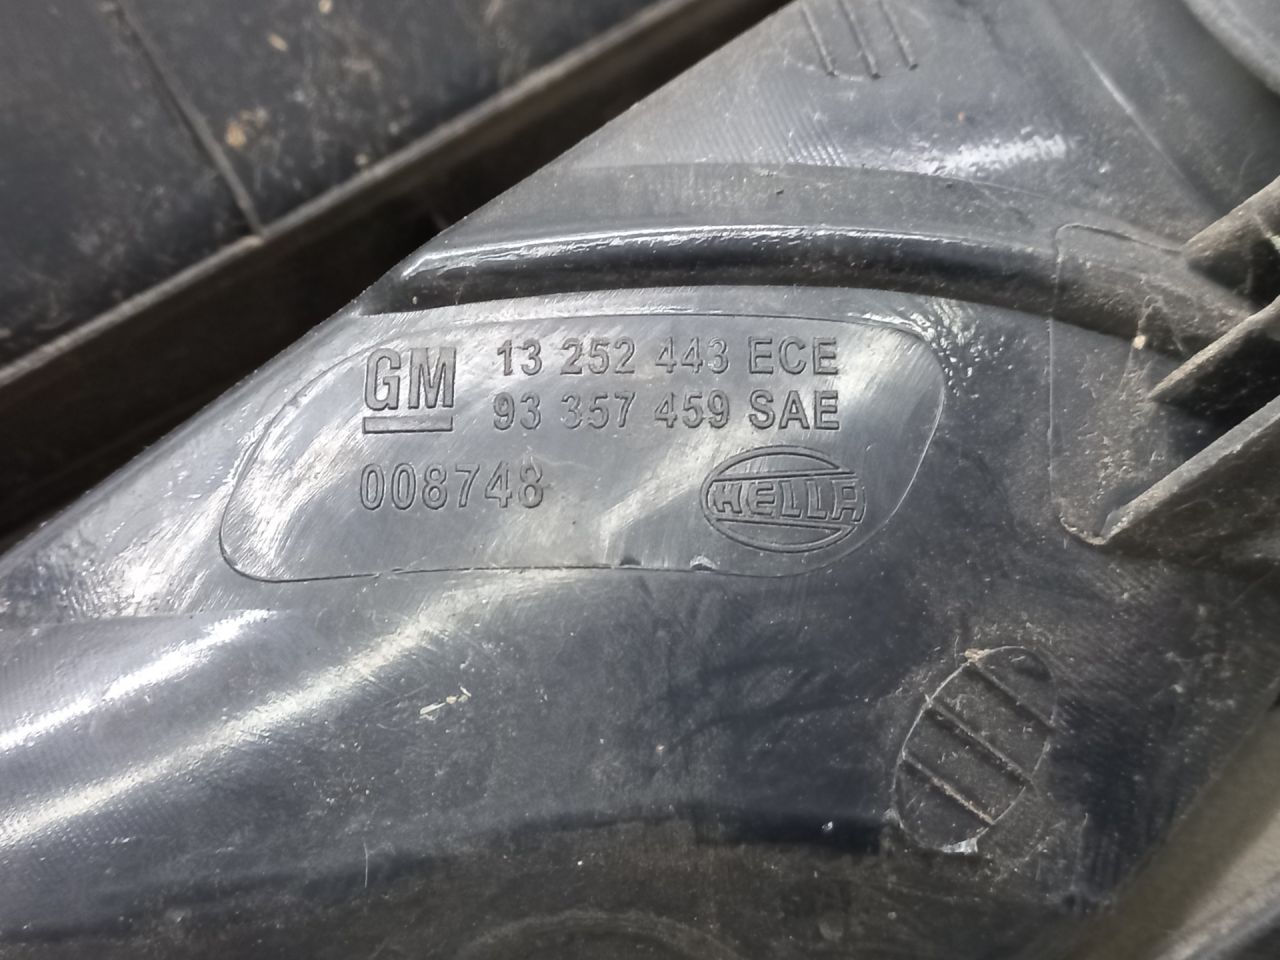 GM 13 252 443 ECE
93 357 459 SAE
008748 HELLA